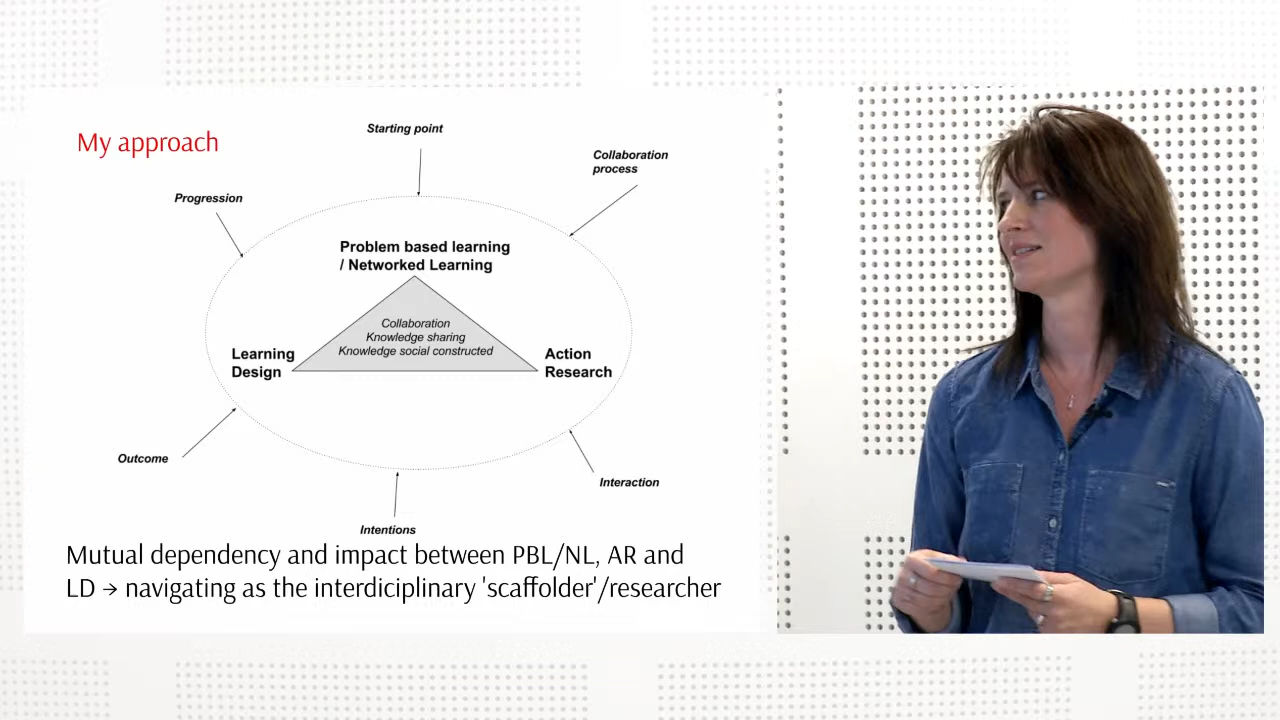 My approach
Starting point
Collaboration
process
Progression
Problem based learning
/ Networked Learning
Collaboration
Knowledge sharing
Knowledge social constructed
Learning
Design
Action
Research
Outcome
Interaction
Intentions
Mutual dependency and impact between PBL/NL, AR and
LD → navigating as the interdiciplinary 'scaffolder'/researcher